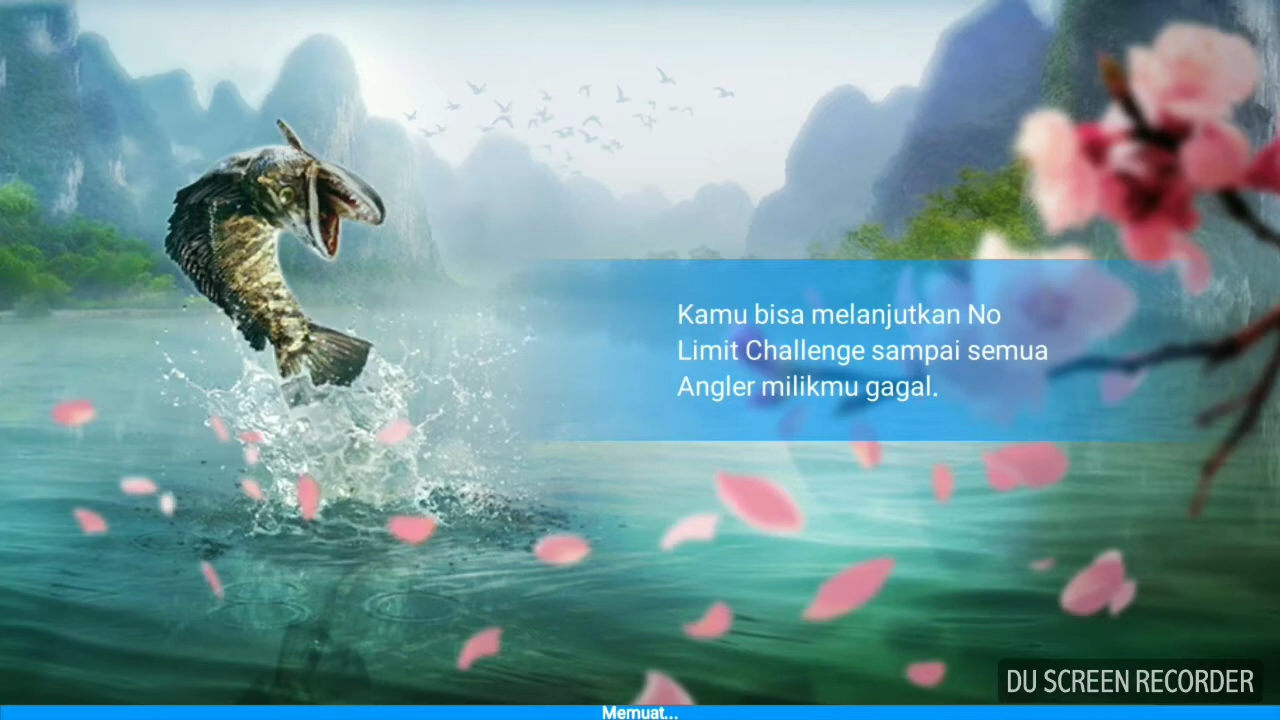 Kamu bisa melanjutkan No
Limit Challenge sampai semua
Angler milikmu gagal.
DU SCREEN RECORDER
Memuat...